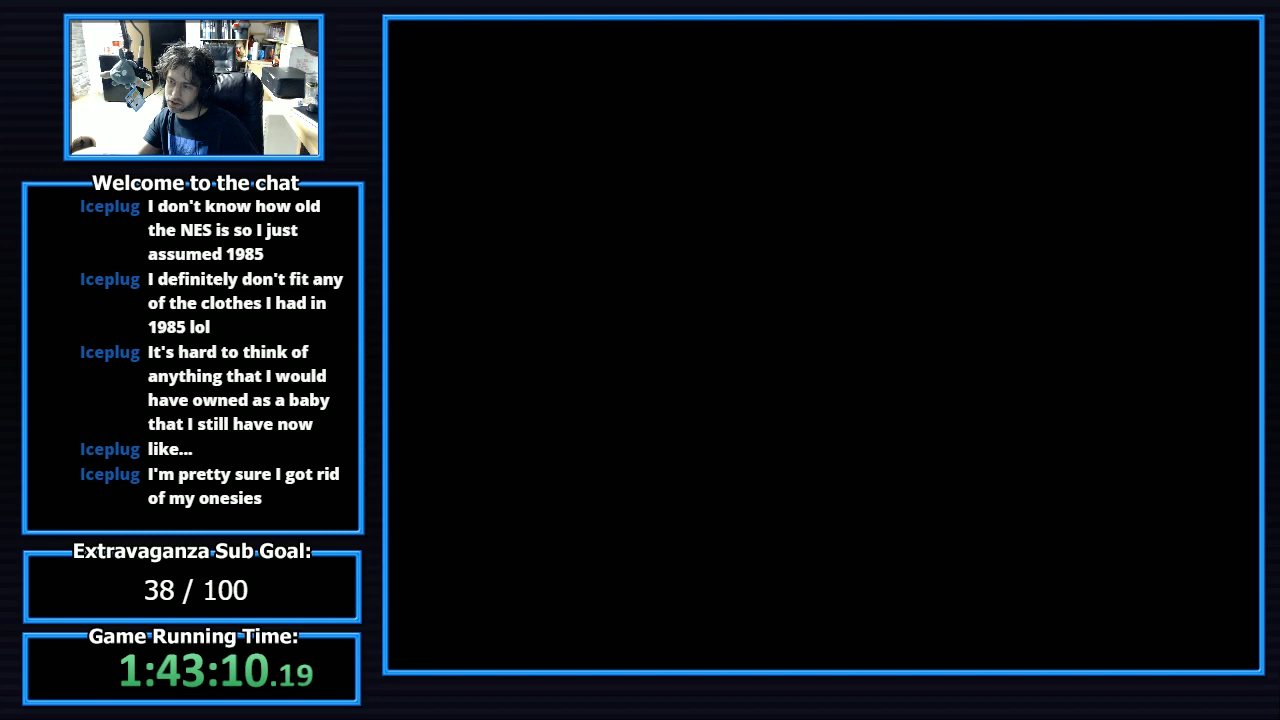 Welcome to the chat
Iceplug I don't know how old
the NES is so I just
assumed 1985
Iceplug I definitely don't fit any
of the clothes I had in
1985 lol
Iceplug It's hard to think of
anything that I would
have owned as a baby
that I still have now
Iceplug like...
Iceplug I'm pretty sure I got rid
of my onesies
Extravaganza Sub Goal:
38 / 100
Game Running Time:
1:43:10.19